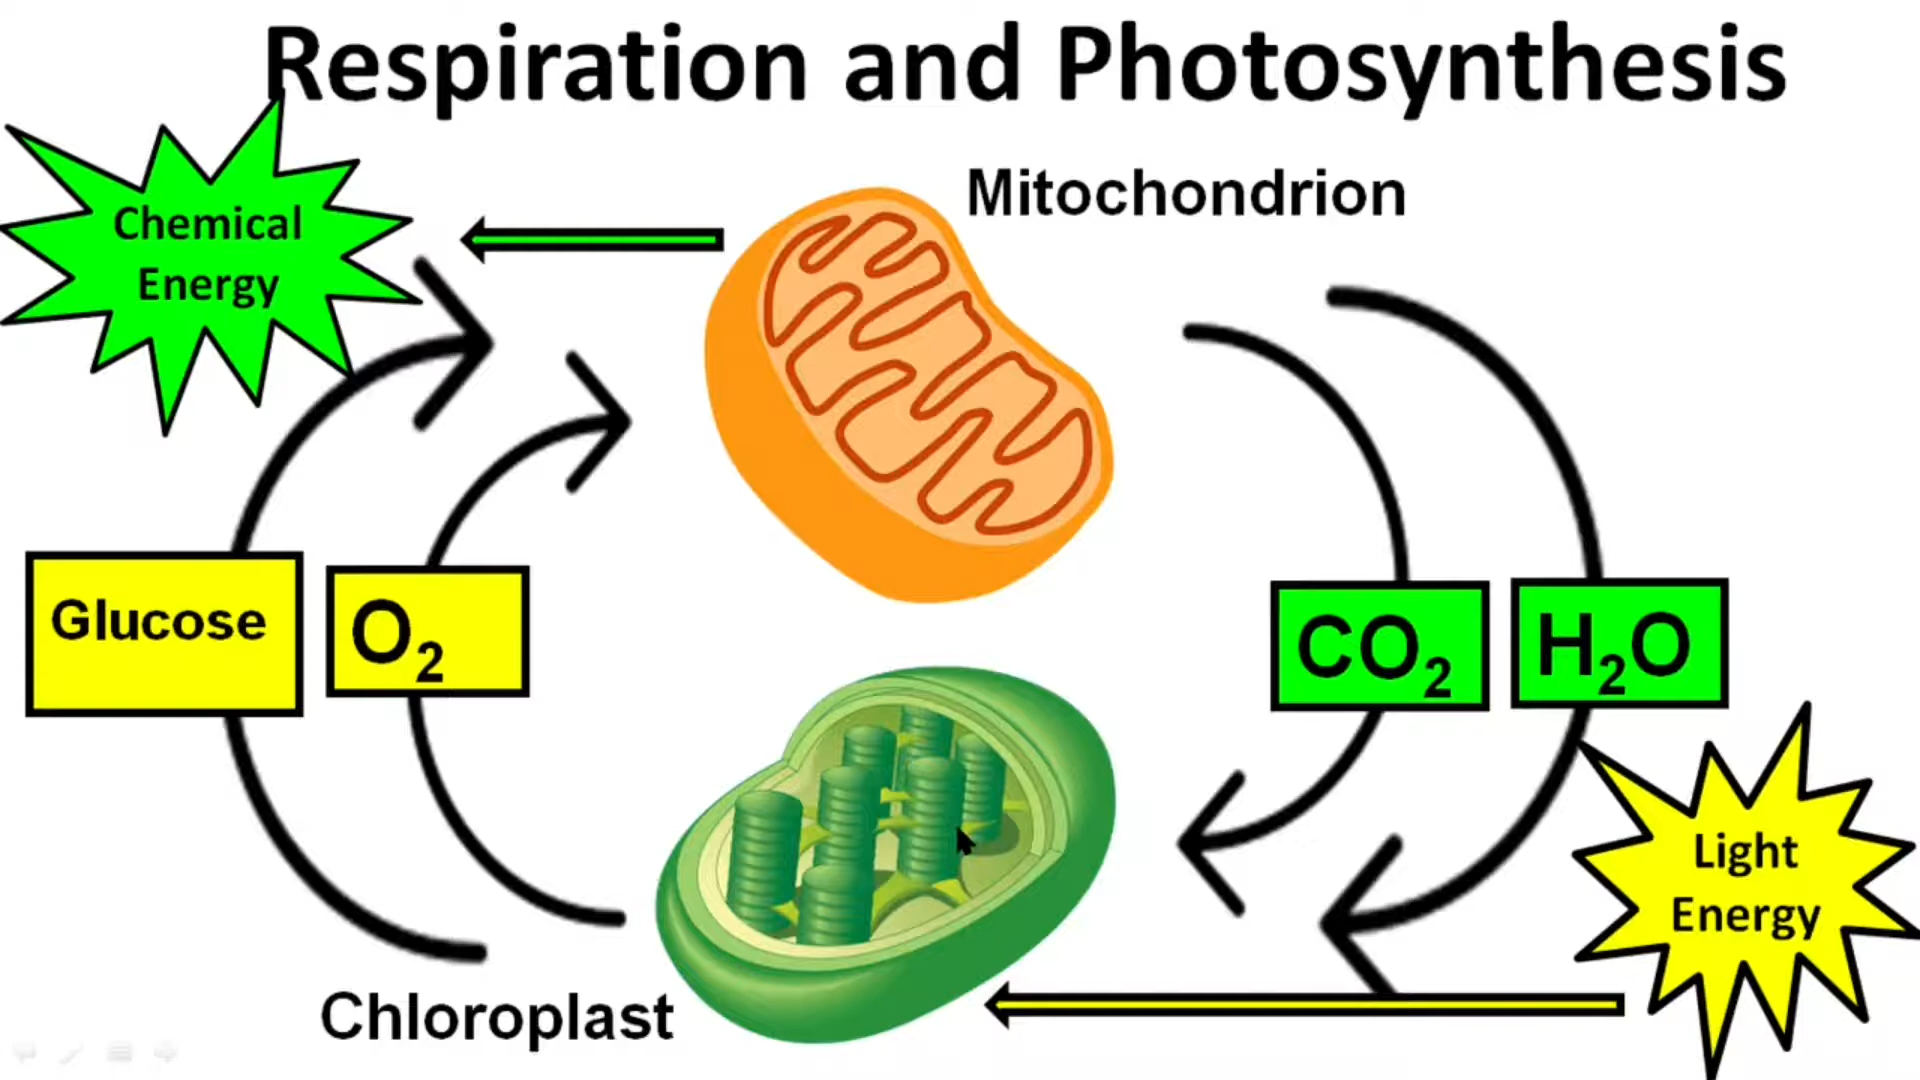 Respiration and Photosynthesis
Mitochondrion
Chemical
Energy
Glucose
O₂
CO₂
H₂O
Light
Energy
Chloroplast